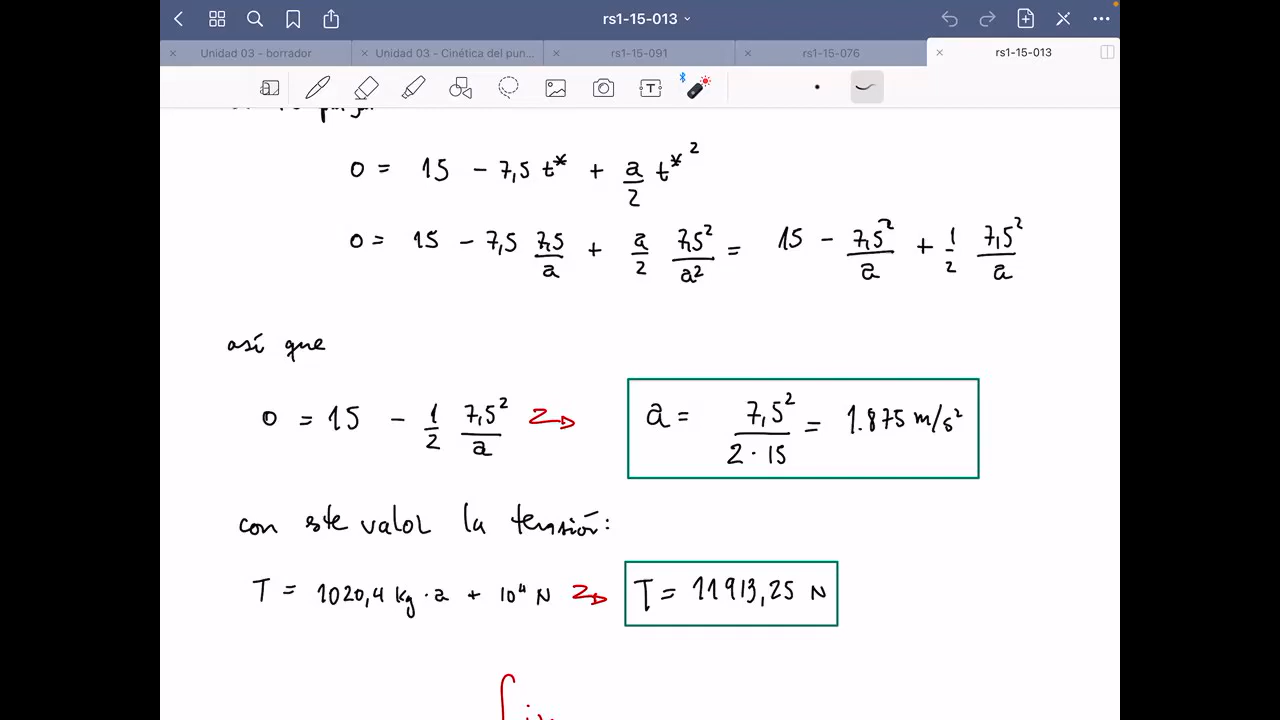 rs1-15-013
Unidad 03 - borrador
Unidad 03 - Cinética del pun...
rs1-15-091
rs1-15-076
rs1-15-013
0 = 15 - 7,5 t* + a/2 t*²
0 = 15 - 7,5 7,5/a + a/2 7,5²/a² = 15 - 7,5²/a + 1/2 7,5²/a
así que
0 = 15 - 1/2 7,5²/a
a = 7,5²/2·15 = 1.875 m/s²
con este valor la tensión:
T = 1020,4 kg·a + 10⁴ N
T = 11913,25 N